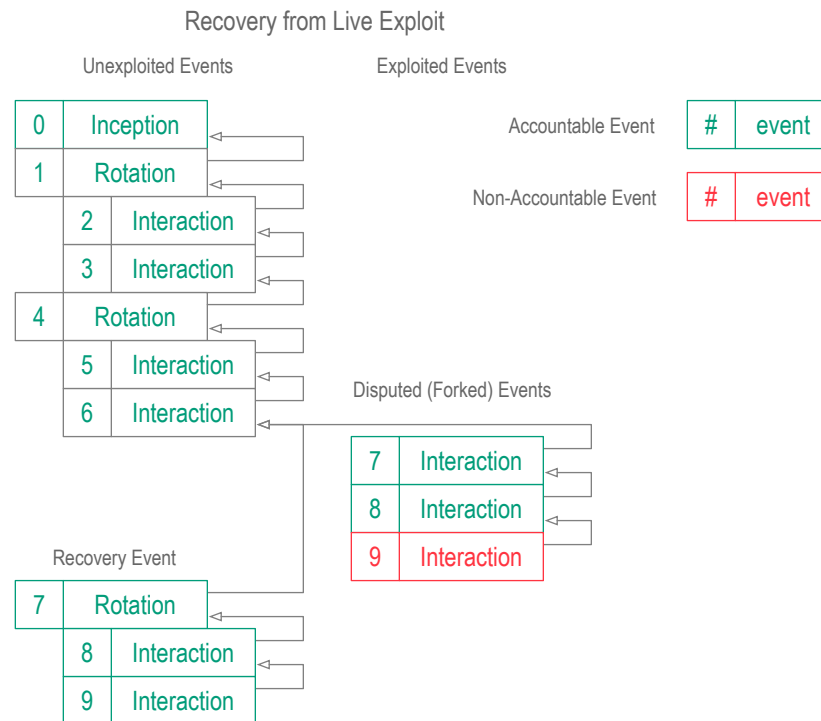 Recovery from Live Exploit
Unexploited Events
Exploited Events
0 Inception
1 Rotation
2 Interaction
3 Interaction
4 Rotation
5 Interaction
6 Interaction
Accountable Event # event
Non-Accountable Event # event
Disputed (Forked) Events
7 Interaction
8 Interaction
9 Interaction
Recovery Event
7 Rotation
8 Interaction
9 Interaction